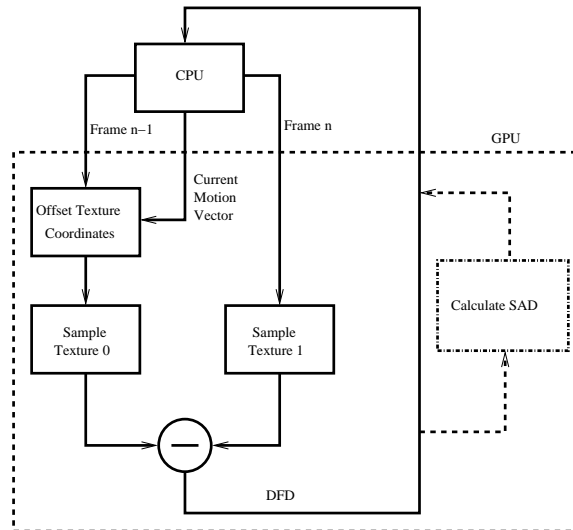 CPU
Frame n−1
Frame n
GPU
Current
Motion
Vector
Offset Texture
Coordinates
Calculate SAD
Sample
Texture 0
Sample
Texture 1
DFD